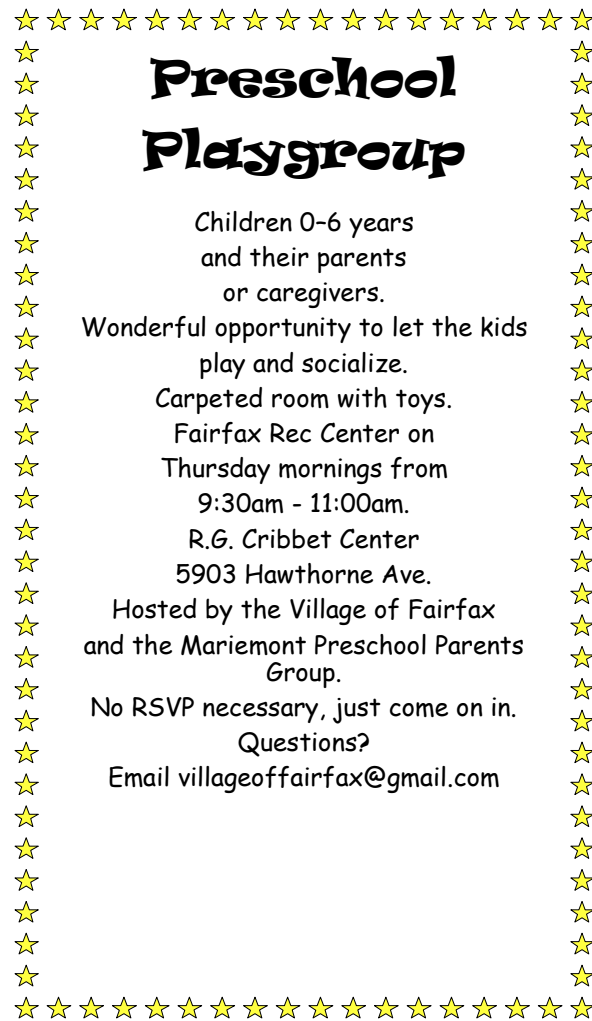 Preschool
Playgroup
Children 0–6 years
and their parents
or caregivers.
Wonderful opportunity to let the kids
play and socialize.
Carpeted room with toys.
Fairfax Rec Center on
Thursday mornings from
9:30am - 11:00am.
R.G. Cribbet Center
5903 Hawthorne Ave.
Hosted by the Village of Fairfax
and the Mariemont Preschool Parents
Group.
No RSVP necessary, just come on in.
Questions?
Email villageoffairfax@gmail.com